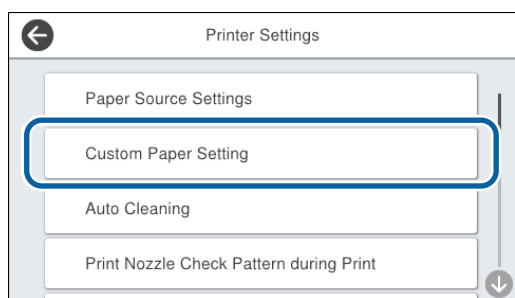 Printer Settings
Paper Source Settings
Custom Paper Setting
Auto Cleaning
Print Nozzle Check Pattern during Print